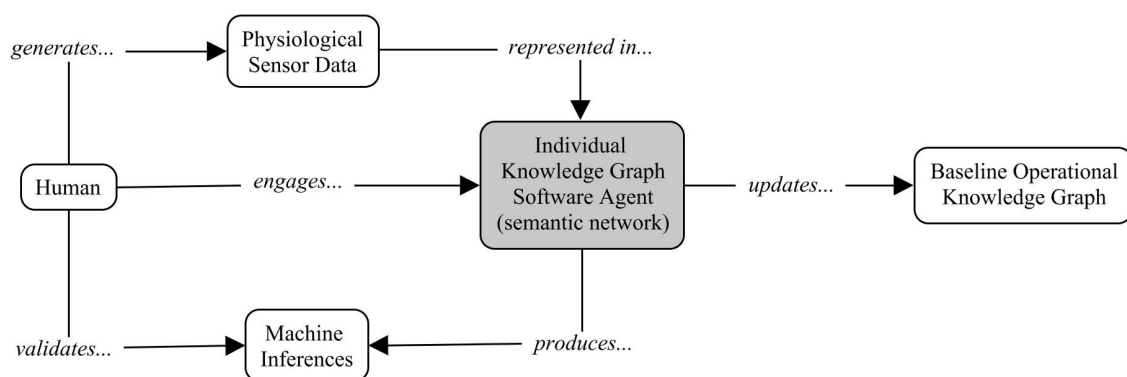 generates...
Physiological
Sensor Data
represented in...
Human
engages...
Individual
Knowledge Graph
Software Agent
(semantic network)
updates...
Baseline Operational
Knowledge Graph
validates...
Machine
Inferences
produces...